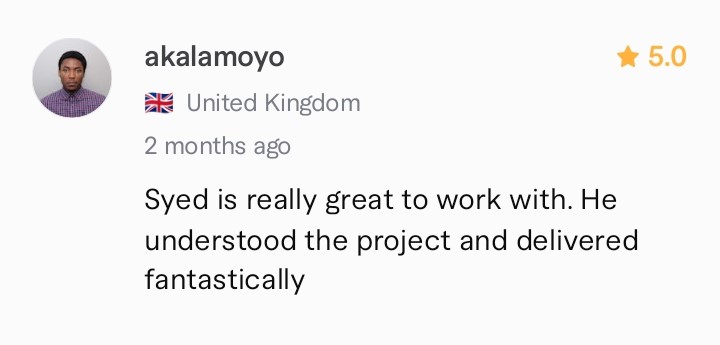 akalamoyo
5.0
United Kingdom
2 months ago
Syed is really great to work with. He
understood the project and delivered
fantastically